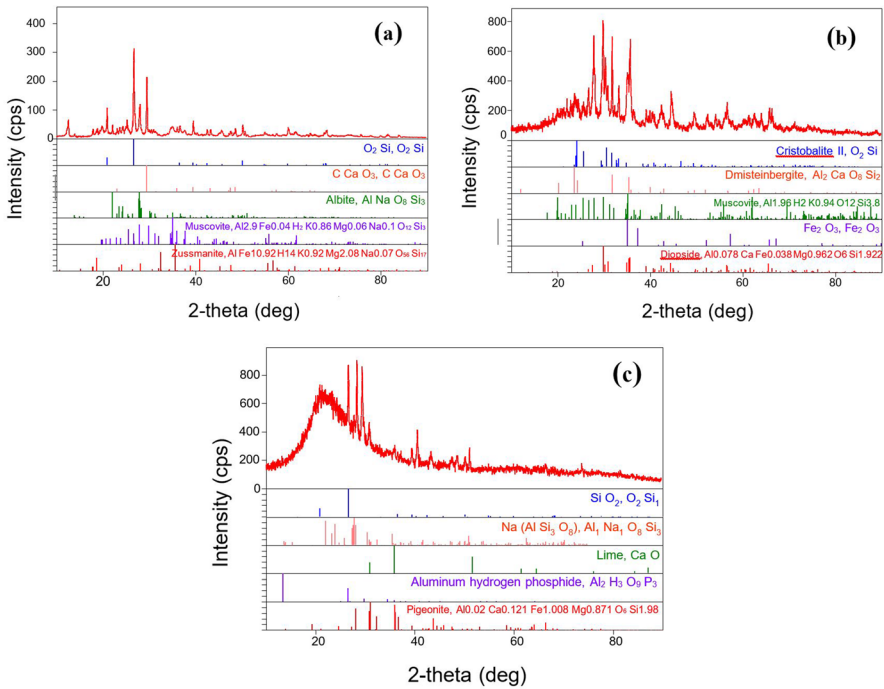 (a)
Intensity (cps)
400
300
200
100
0
O₂ Si, O₂ Si
C Ca O₃, C Ca O₃
Albite, Al Na O₈ Si₃
Muscovite, Al2.9 Fe0.04 H₂ K0.86 Mg0.06 Na0.1 O₁₂ Si₃
Zussmanite, Al Fe10.92 H14 K0.92 Mg2.08 Na0.07 O₅₆ Si₁₇
20 40 60 80
2-theta (deg)
(b)
Intensity (cps)
800
600
400
200
0
Cristobalite II, O₂ Si
Dmisteinbergite, Al₂ Ca O₈ Si₂
Muscovite, Al1.96 H2 K0.94 O12 Si3.8
Fe₂ O₃, Fe₂ O₃
Diopside, Al0.078 Ca Fe0.038 Mg0.962 O6 Si1.922
20 40 60 80
2-theta (deg)
(c)
Intensity (cps)
800
600
400
200
0
Si O₂, O₂ Si₁
Na (Al Si₃ O₈), Al₁ Na₁ O₈ Si₃
Lime, Ca O
Aluminum hydrogen phosphide, Al₂ H₃ O₉ P₃
Pigeonite, Al0.02 Ca0.121 Fe1.008 Mg0.871 O₆ Si1.98
20 40 60 80
2-theta (deg)